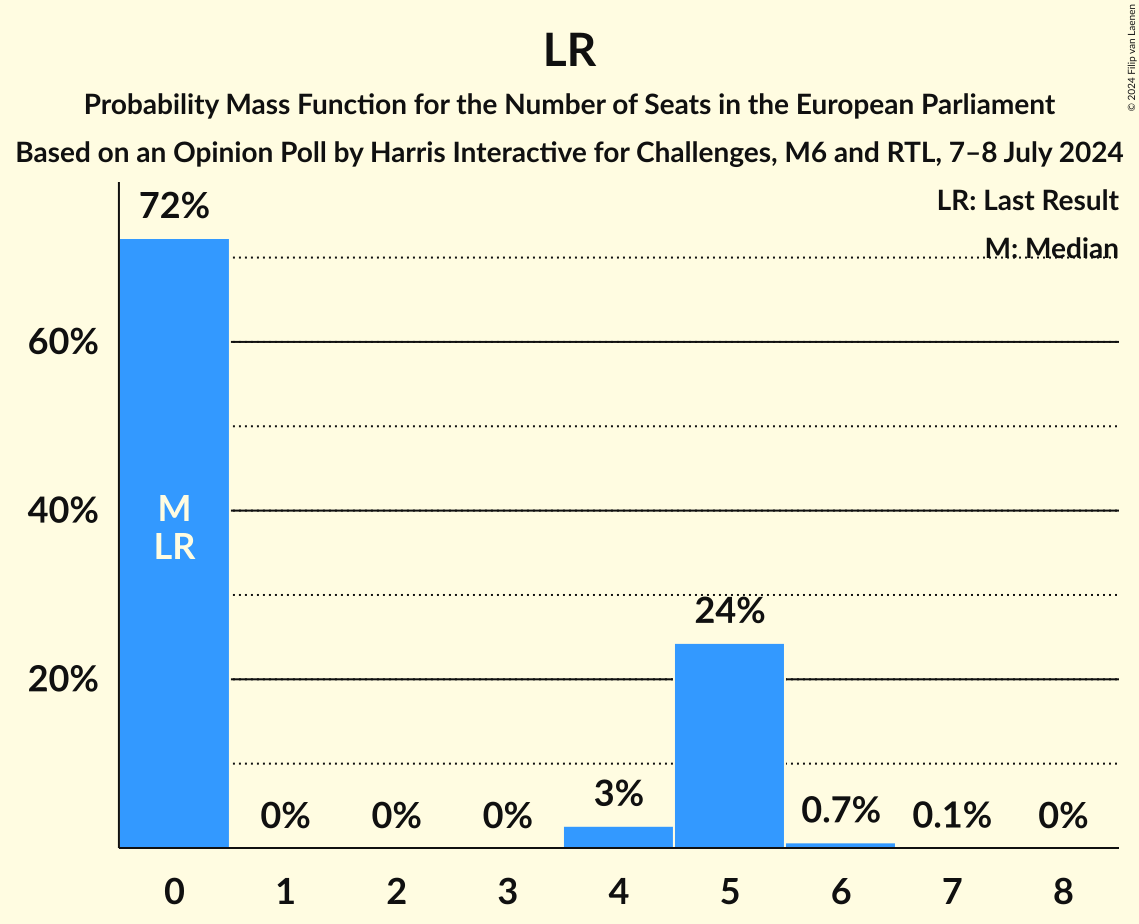 LR
Probability Mass Function for the Number of Seats in the European Parliament
Based on an Opinion Poll by Harris Interactive for Challenges, M6 and RTL, 7–8 July 2024
© 2024 Filip van Laenen
LR: Last Result
M: Median
72%
60%
40%
20%
M
LR
0%
0%
0%
3%
24%
0.7%
0.1%
0%
0 1 2 3 4 5 6 7 8